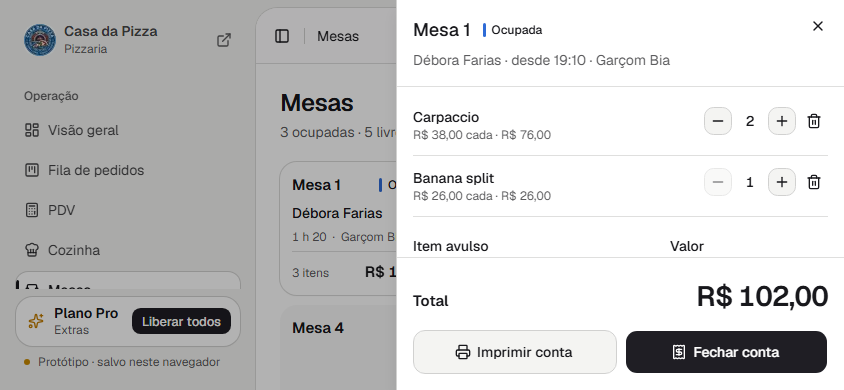 Casa da Pizza
Pizzaria
Operação
Visão geral
Fila de pedidos
PDV
Cozinha
Mesas
Plano Pro
Extras
Liberar todos
Protótipo · salvo neste navegador
Mesas
Mesas
3 ocupadas · 5 livr
Mesa 1
Débora Farias
1 h 20 · Garçom B
3 itens
R$ 1
Mesa 4
Mesa 1
Ocupada
Débora Farias · desde 19:10 · Garçom Bia
Carpaccio
R$ 38,00 cada · R$ 76,00
2
Banana split
R$ 26,00 cada · R$ 26,00
1
Item avulso
Valor
Total
R$ 102,00
Imprimir conta
Fechar conta